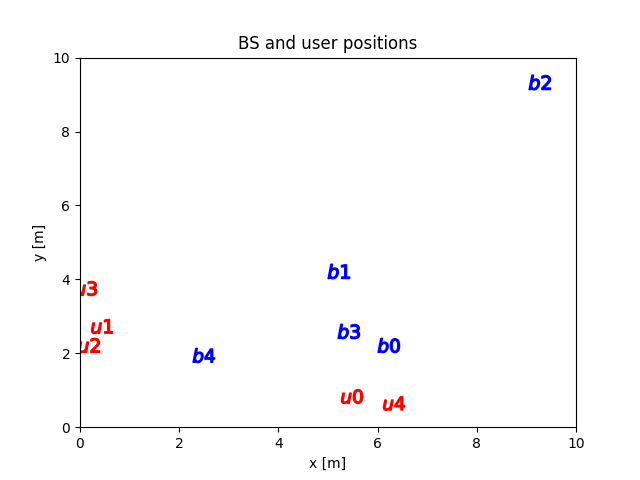 BS and user positions
10
b2
8
6
y [m]
4
b1
u3
u1
b3
2
u2
b4
b0
u0
u4
0
0 2 4 6 8 10
x [m]